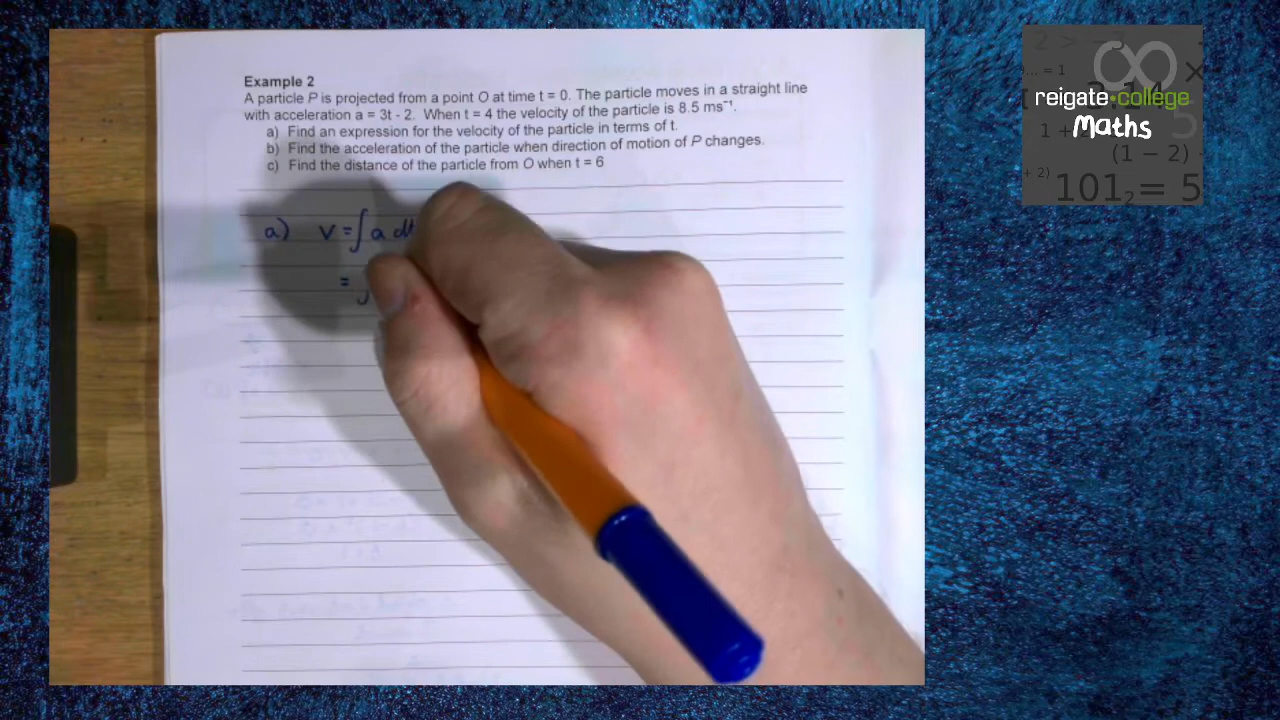 Example 2
A particle P is projected from a point O at time t = 0. The particle moves in a straight line
with acceleration a = 3t - 2. When t = 4 the velocity of the particle is 8.5 ms⁻¹.
a) Find an expression for the velocity of the particle in terms of t.
b) Find the acceleration of the particle when direction of motion of P changes.
c) Find the distance of the particle from O when t = 6
a) v = ∫ a dt
= ∫
reigate·college
Maths
(1 - 2)
101₂ = 5